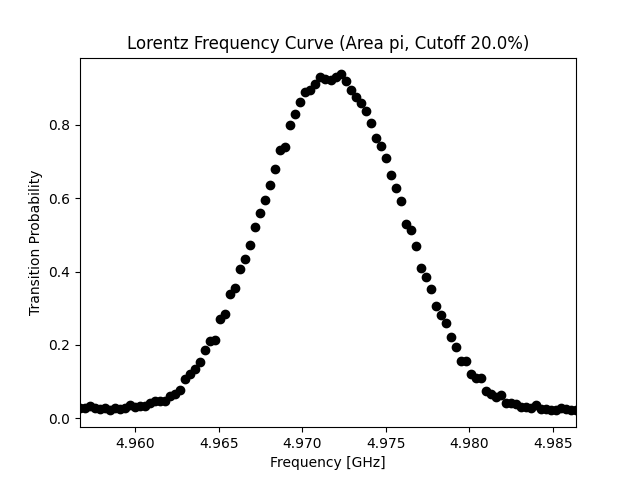 Lorentz Frequency Curve (Area pi, Cutoff 20.0%)
Transition Probability
0.8
0.6
0.4
0.2
0.0
4.960 4.965 4.970 4.975 4.980 4.985
Frequency [GHz]